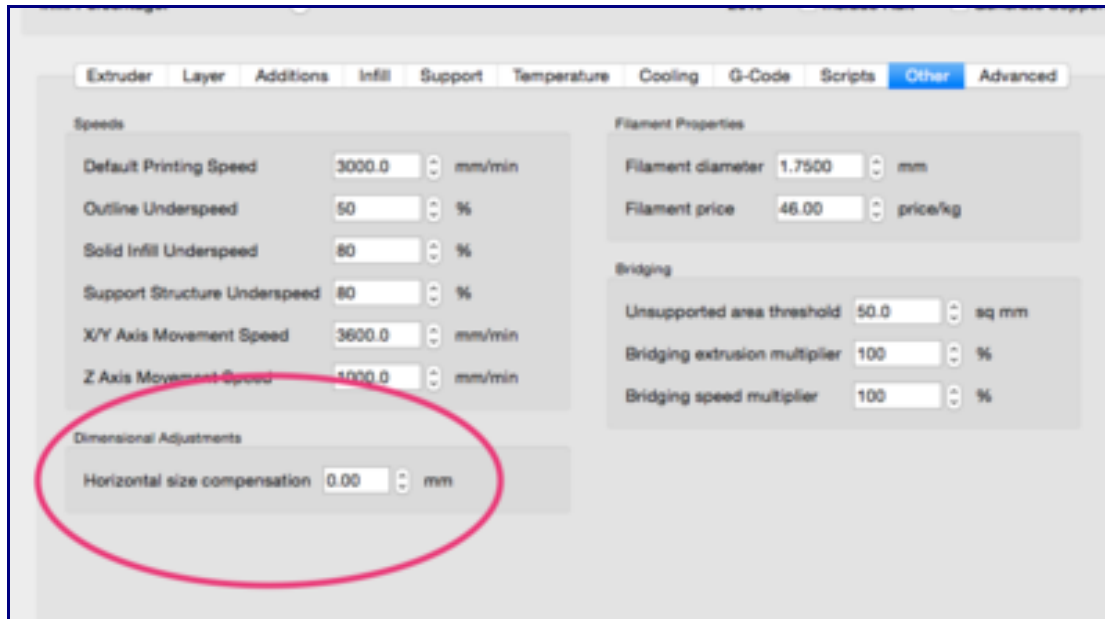 Extruder Layer Additions Infill Support Temperature Cooling G-Code Scripts Other Advanced
Speeds
Default Printing Speed 3000.0 mm/min
Outline Underspeed 50 %
Solid Infill Underspeed 80 %
Support Structure Underspeed 80 %
X/Y Axis Movement Speed 3600.0 mm/min
Z Axis Movement Speed 1000.0 mm/min
Dimensional Adjustments
Horizontal size compensation 0.00 mm
Filament Properties
Filament diameter 1.7500 mm
Filament price 46.00 price/kg
Bridging
Unsupported area threshold 50.0 sq mm
Bridging extrusion multiplier 100 %
Bridging speed multiplier 100 %